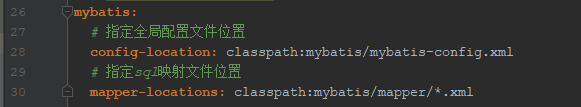 26 mybatis:
27 # 指定全局配置文件位置
28 config-location: classpath:mybatis/mybatis-config.xml
29 # 指定sql映射文件位置
30 mapper-locations: classpath:mybatis/mapper/*.xml